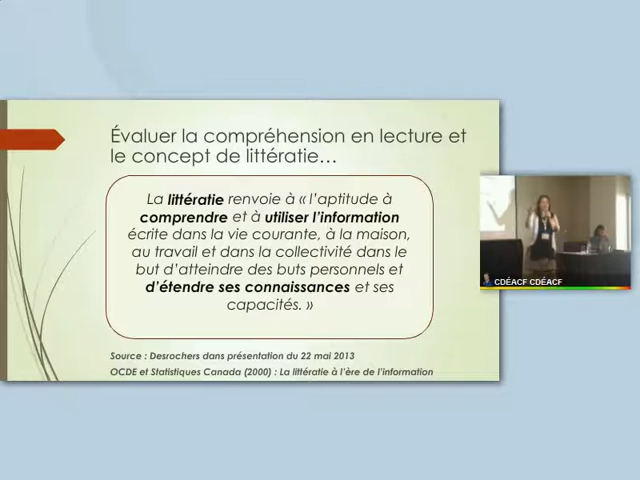 Évaluer la compréhension en lecture et
le concept de littératie…
La littératie renvoie à « l’aptitude à
comprendre et à utiliser l’information
écrite dans la vie courante, à la maison,
au travail et dans la collectivité dans le
but d’atteindre des buts personnels et
d’étendre ses connaissances et ses
capacités. »
Source : Desrochers dans présentation du 22 mai 2013
OCDE et Statistiques Canada (2000) : La littératie à l’ère de l’information
CDÉACF CDÉACF